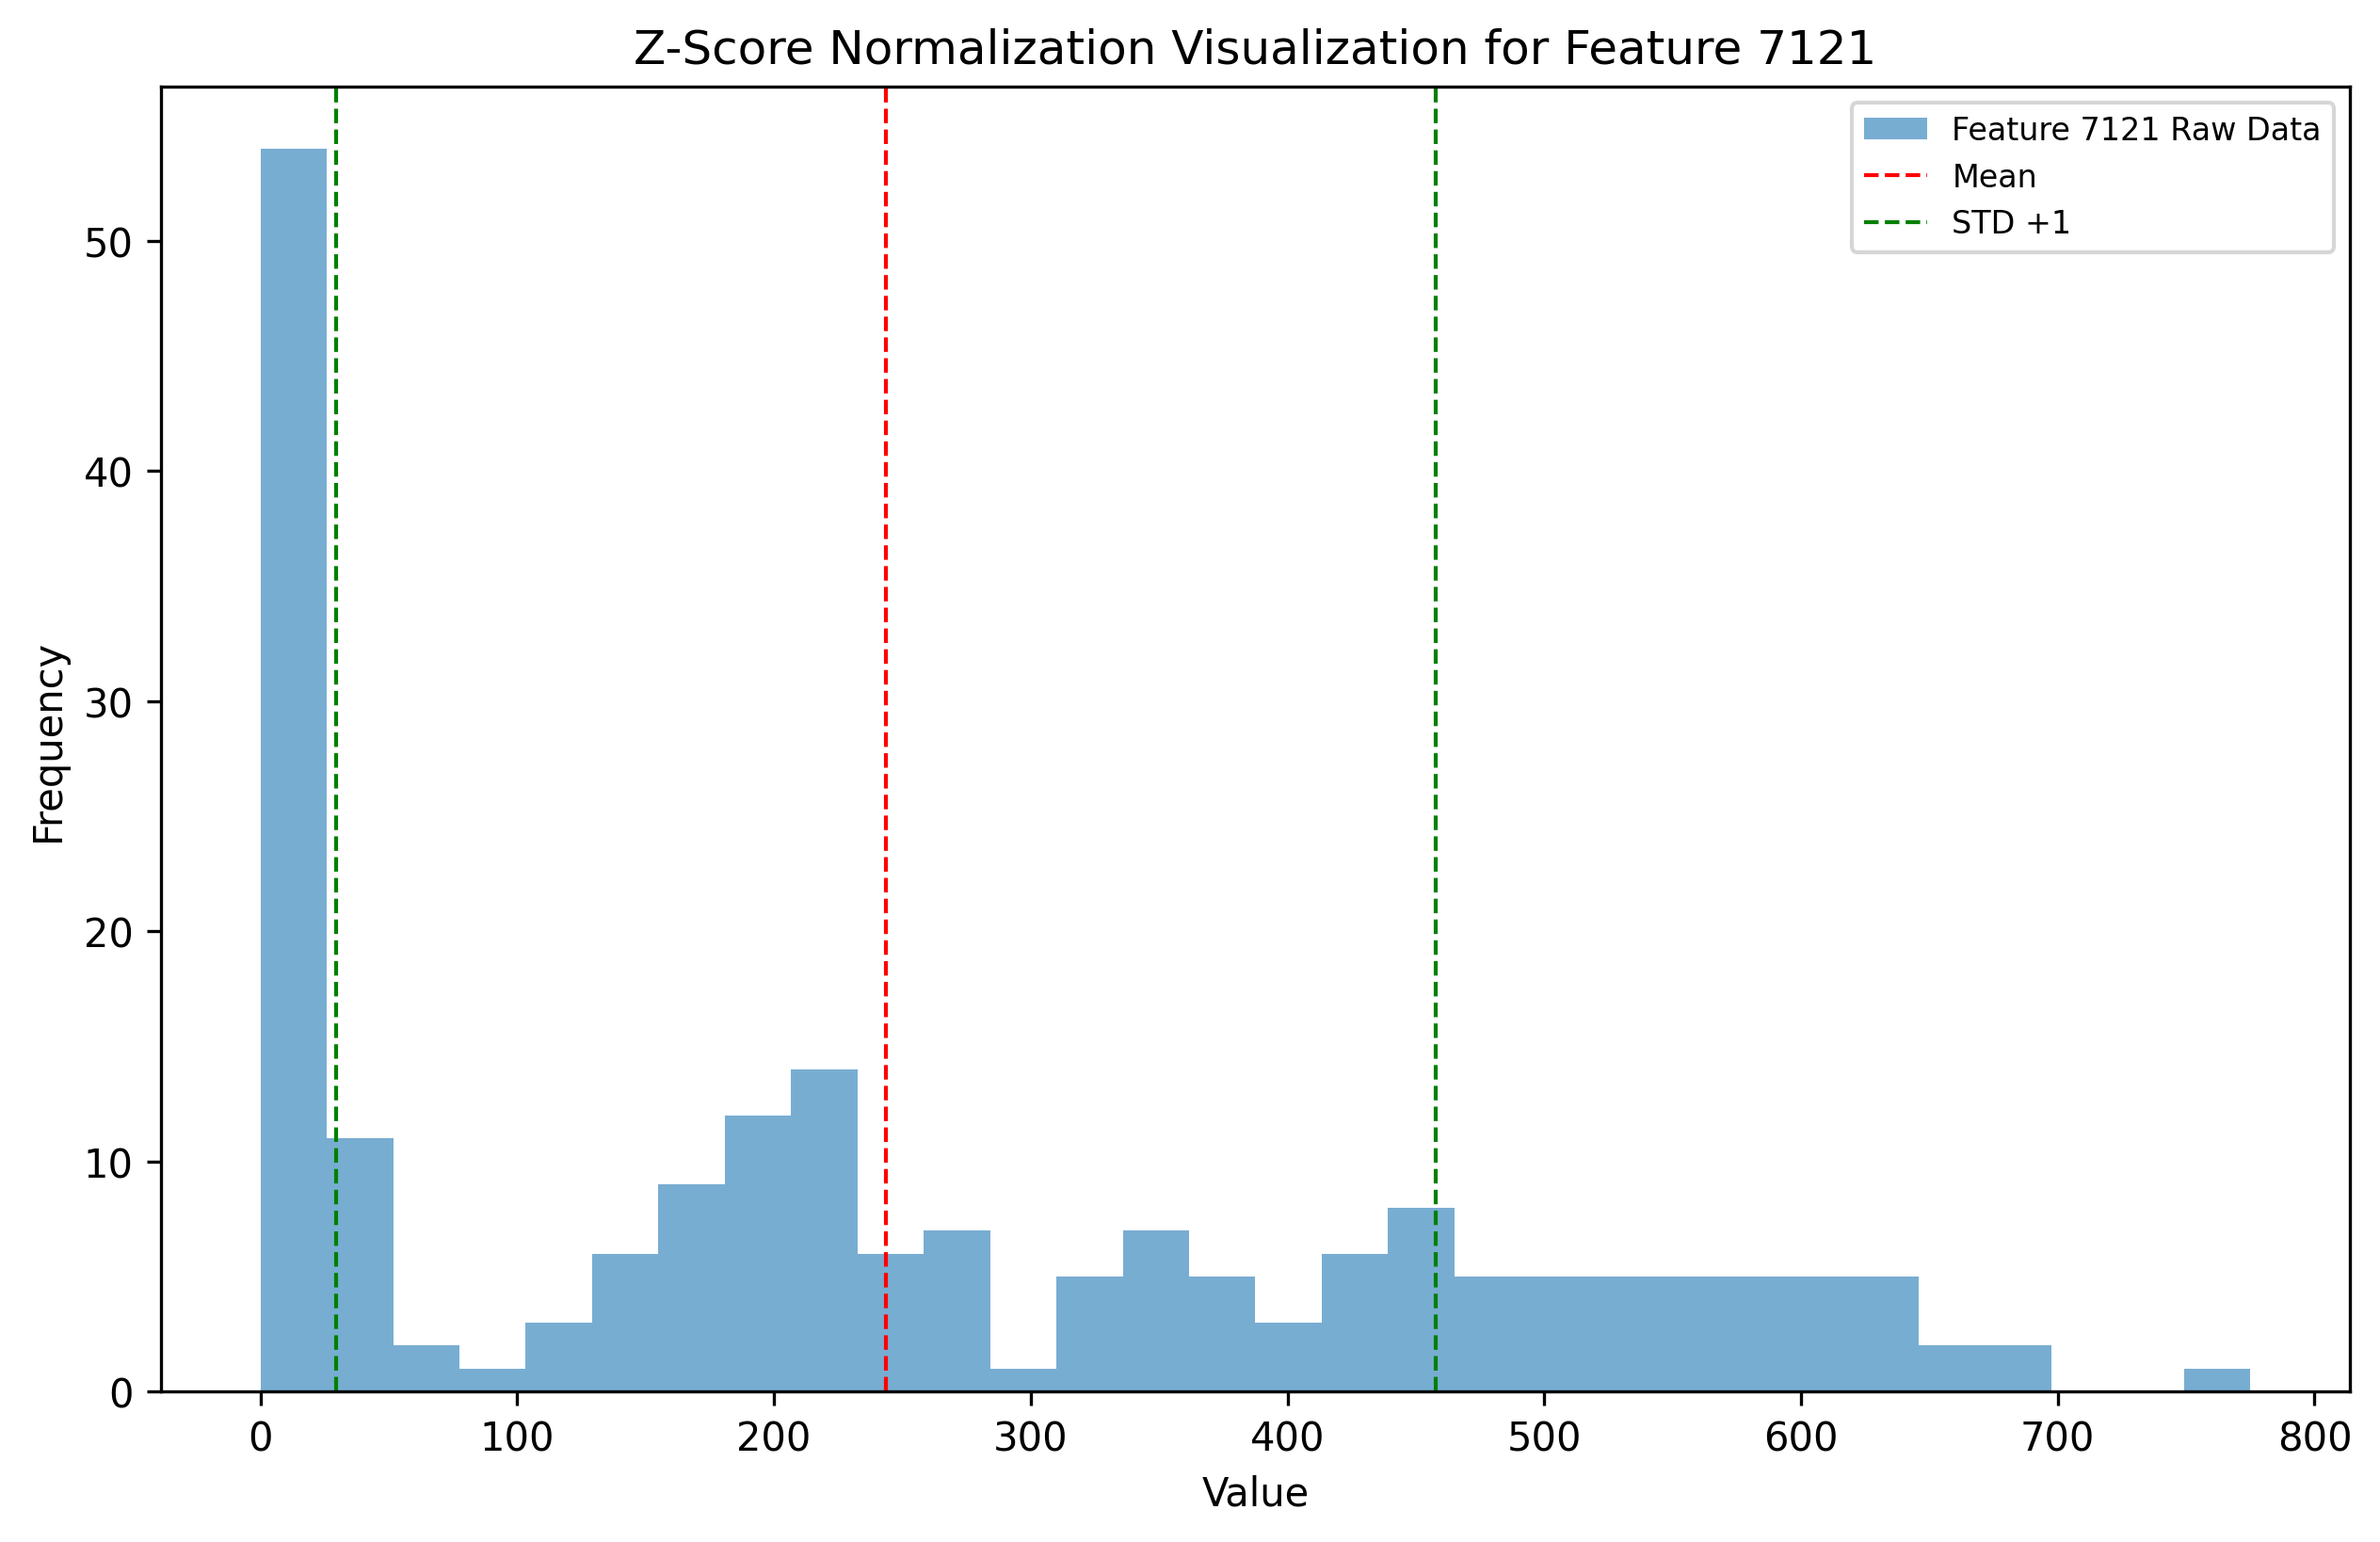 Z-Score Normalization Visualization for Feature 7121
Feature 7121 Raw Data
Mean
STD +1
50
40
30
20
10
0
Frequency
0 100 200 300 400 500 600 700 800
Value